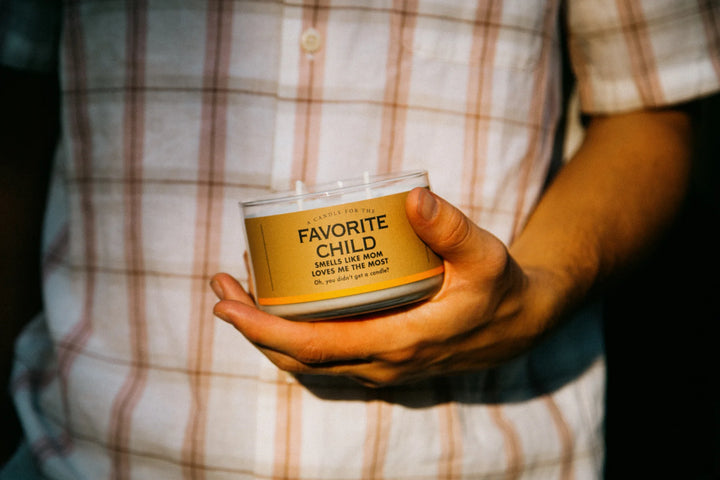 A CANDLE FOR THE
FAVORITE
CHILD
SMELLS LIKE MOM
LOVES ME THE MOST
Oh, you didn't get a candle?